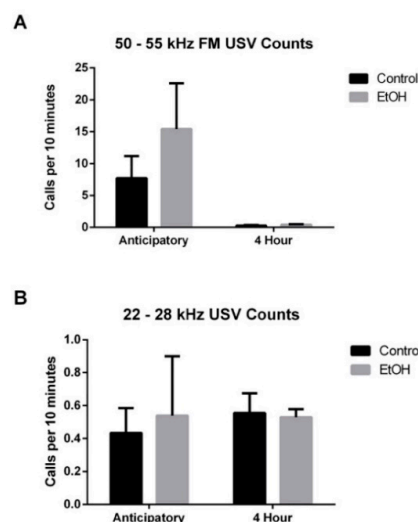 A
50 - 55 kHz FM USV Counts
Calls per 10 minutes
25
20
15
10
5
0
Anticipatory
4 Hour
Control
EtOH
B
22 - 28 kHz USV Counts
Calls per 10 minutes
1.0
0.8
0.6
0.4
0.2
0.0
Anticipatory
4 Hour
Control
EtOH